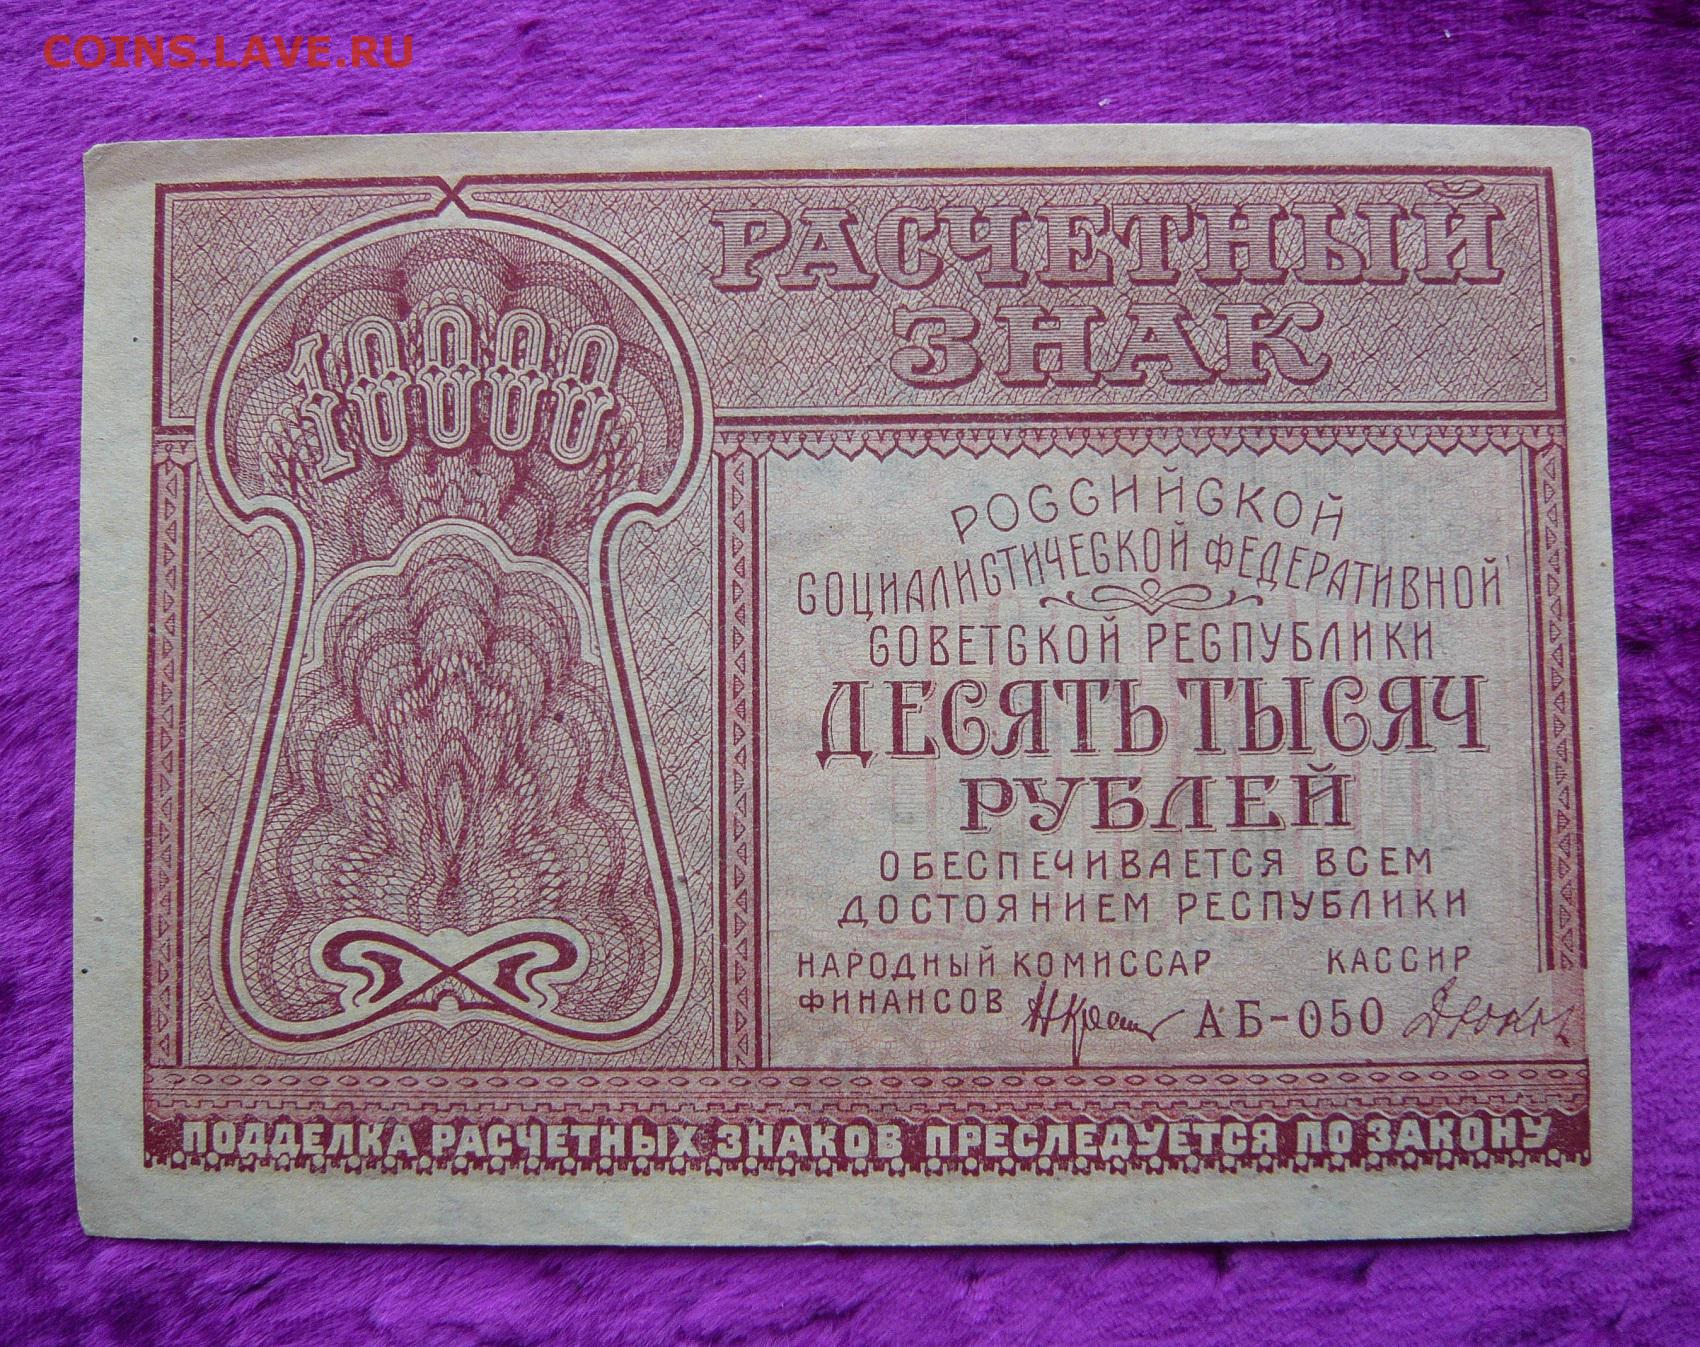 COINS.LAVE.RU
РАСЧЕТНЫЙ
ЗНАК
10000
РОССИЙСКОЙ
СОЦИАЛИСТИЧЕСКОЙ ФЕДЕРАТИВНОЙ
СОВЕТСКОЙ РЕСПУБЛИКИ
ДЕСЯТЬ ТЫСЯЧ
РУБЛЕЙ
ОБЕСПЕЧИВАЕТСЯ ВСЕМ
ДОСТОЯНИЕМ РЕСПУБЛИКИ
НАРОДНЫЙ КОМИССАР КАССИР
ФИНАНСОВ АБ-050
ПОДДЕЛКА РАСЧЕТНЫХ ЗНАКОВ ПРЕСЛЕДУЕТСЯ ПО ЗАКОНУ